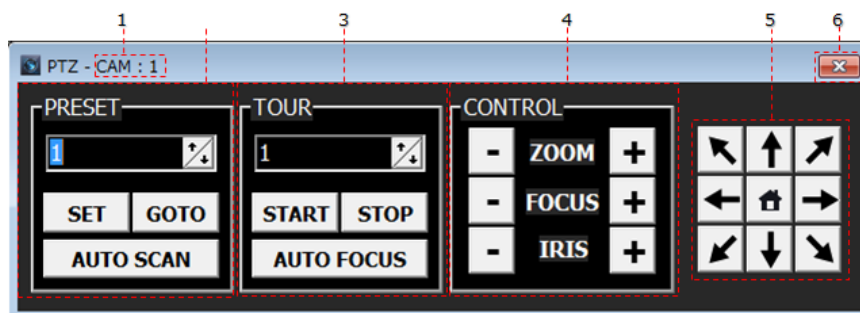 1 3 4 5 6
PTZ - CAM : 1
PRESET TOUR CONTROL
1 1 - ZOOM +
SET GOTO START STOP - FOCUS +
AUTO SCAN AUTO FOCUS - IRIS +